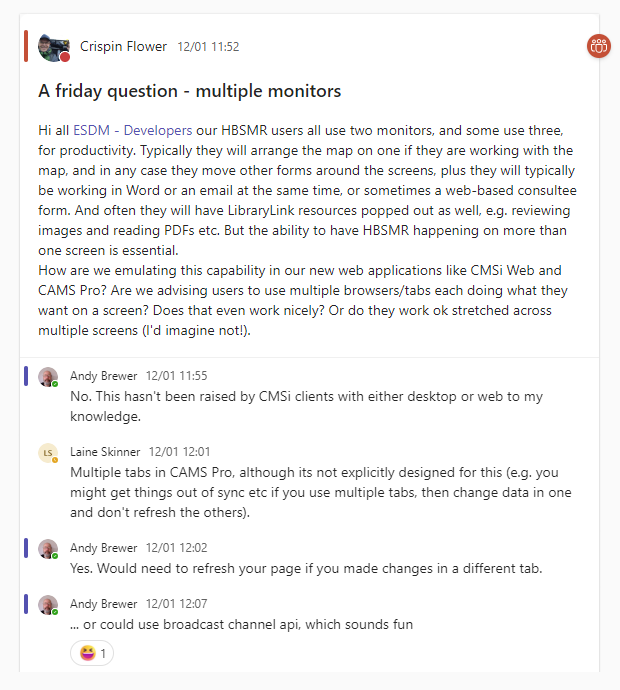 Crispin Flower 12/01 11:52
A friday question - multiple monitors
Hi all ESDM - Developers our HBSMR users all use two monitors, and some use three,
for productivity. Typically they will arrange the map on one if they are working with the
map, and in any case they move other forms around the screens, plus they will typically
be working in Word or an email at the same time, or sometimes a web-based consultee
form. And often they will have LibraryLink resources popped out as well, e.g. reviewing
images and reading PDFs etc. But the ability to have HBSMR happening on more than
one screen is essential.
How are we emulating this capability in our new web applications like CMSi Web and
CAMS Pro? Are we advising users to use multiple browsers/tabs each doing what they
want on a screen? Does that even work nicely? Or do they work ok stretched across
multiple screens (I'd imagine not!).
Andy Brewer 12/01 11:55
No. This hasn't been raised by CMSi clients with either desktop or web to my
knowledge.
LS
Laine Skinner 12/01 12:01
Multiple tabs in CAMS Pro, although its not explicitly designed for this (e.g. you
might get things out of sync etc if you use multiple tabs, then change data in one
and don't refresh the others).
Andy Brewer 12/01 12:02
Yes. Would need to refresh your page if you made changes in a different tab.
Andy Brewer 12/01 12:07
... or could use broadcast channel api, which sounds fun
😆 1